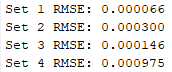 Set 1 RMSE: 0.000066
Set 2 RMSE: 0.000300
Set 3 RMSE: 0.000146
Set 4 RMSE: 0.000975